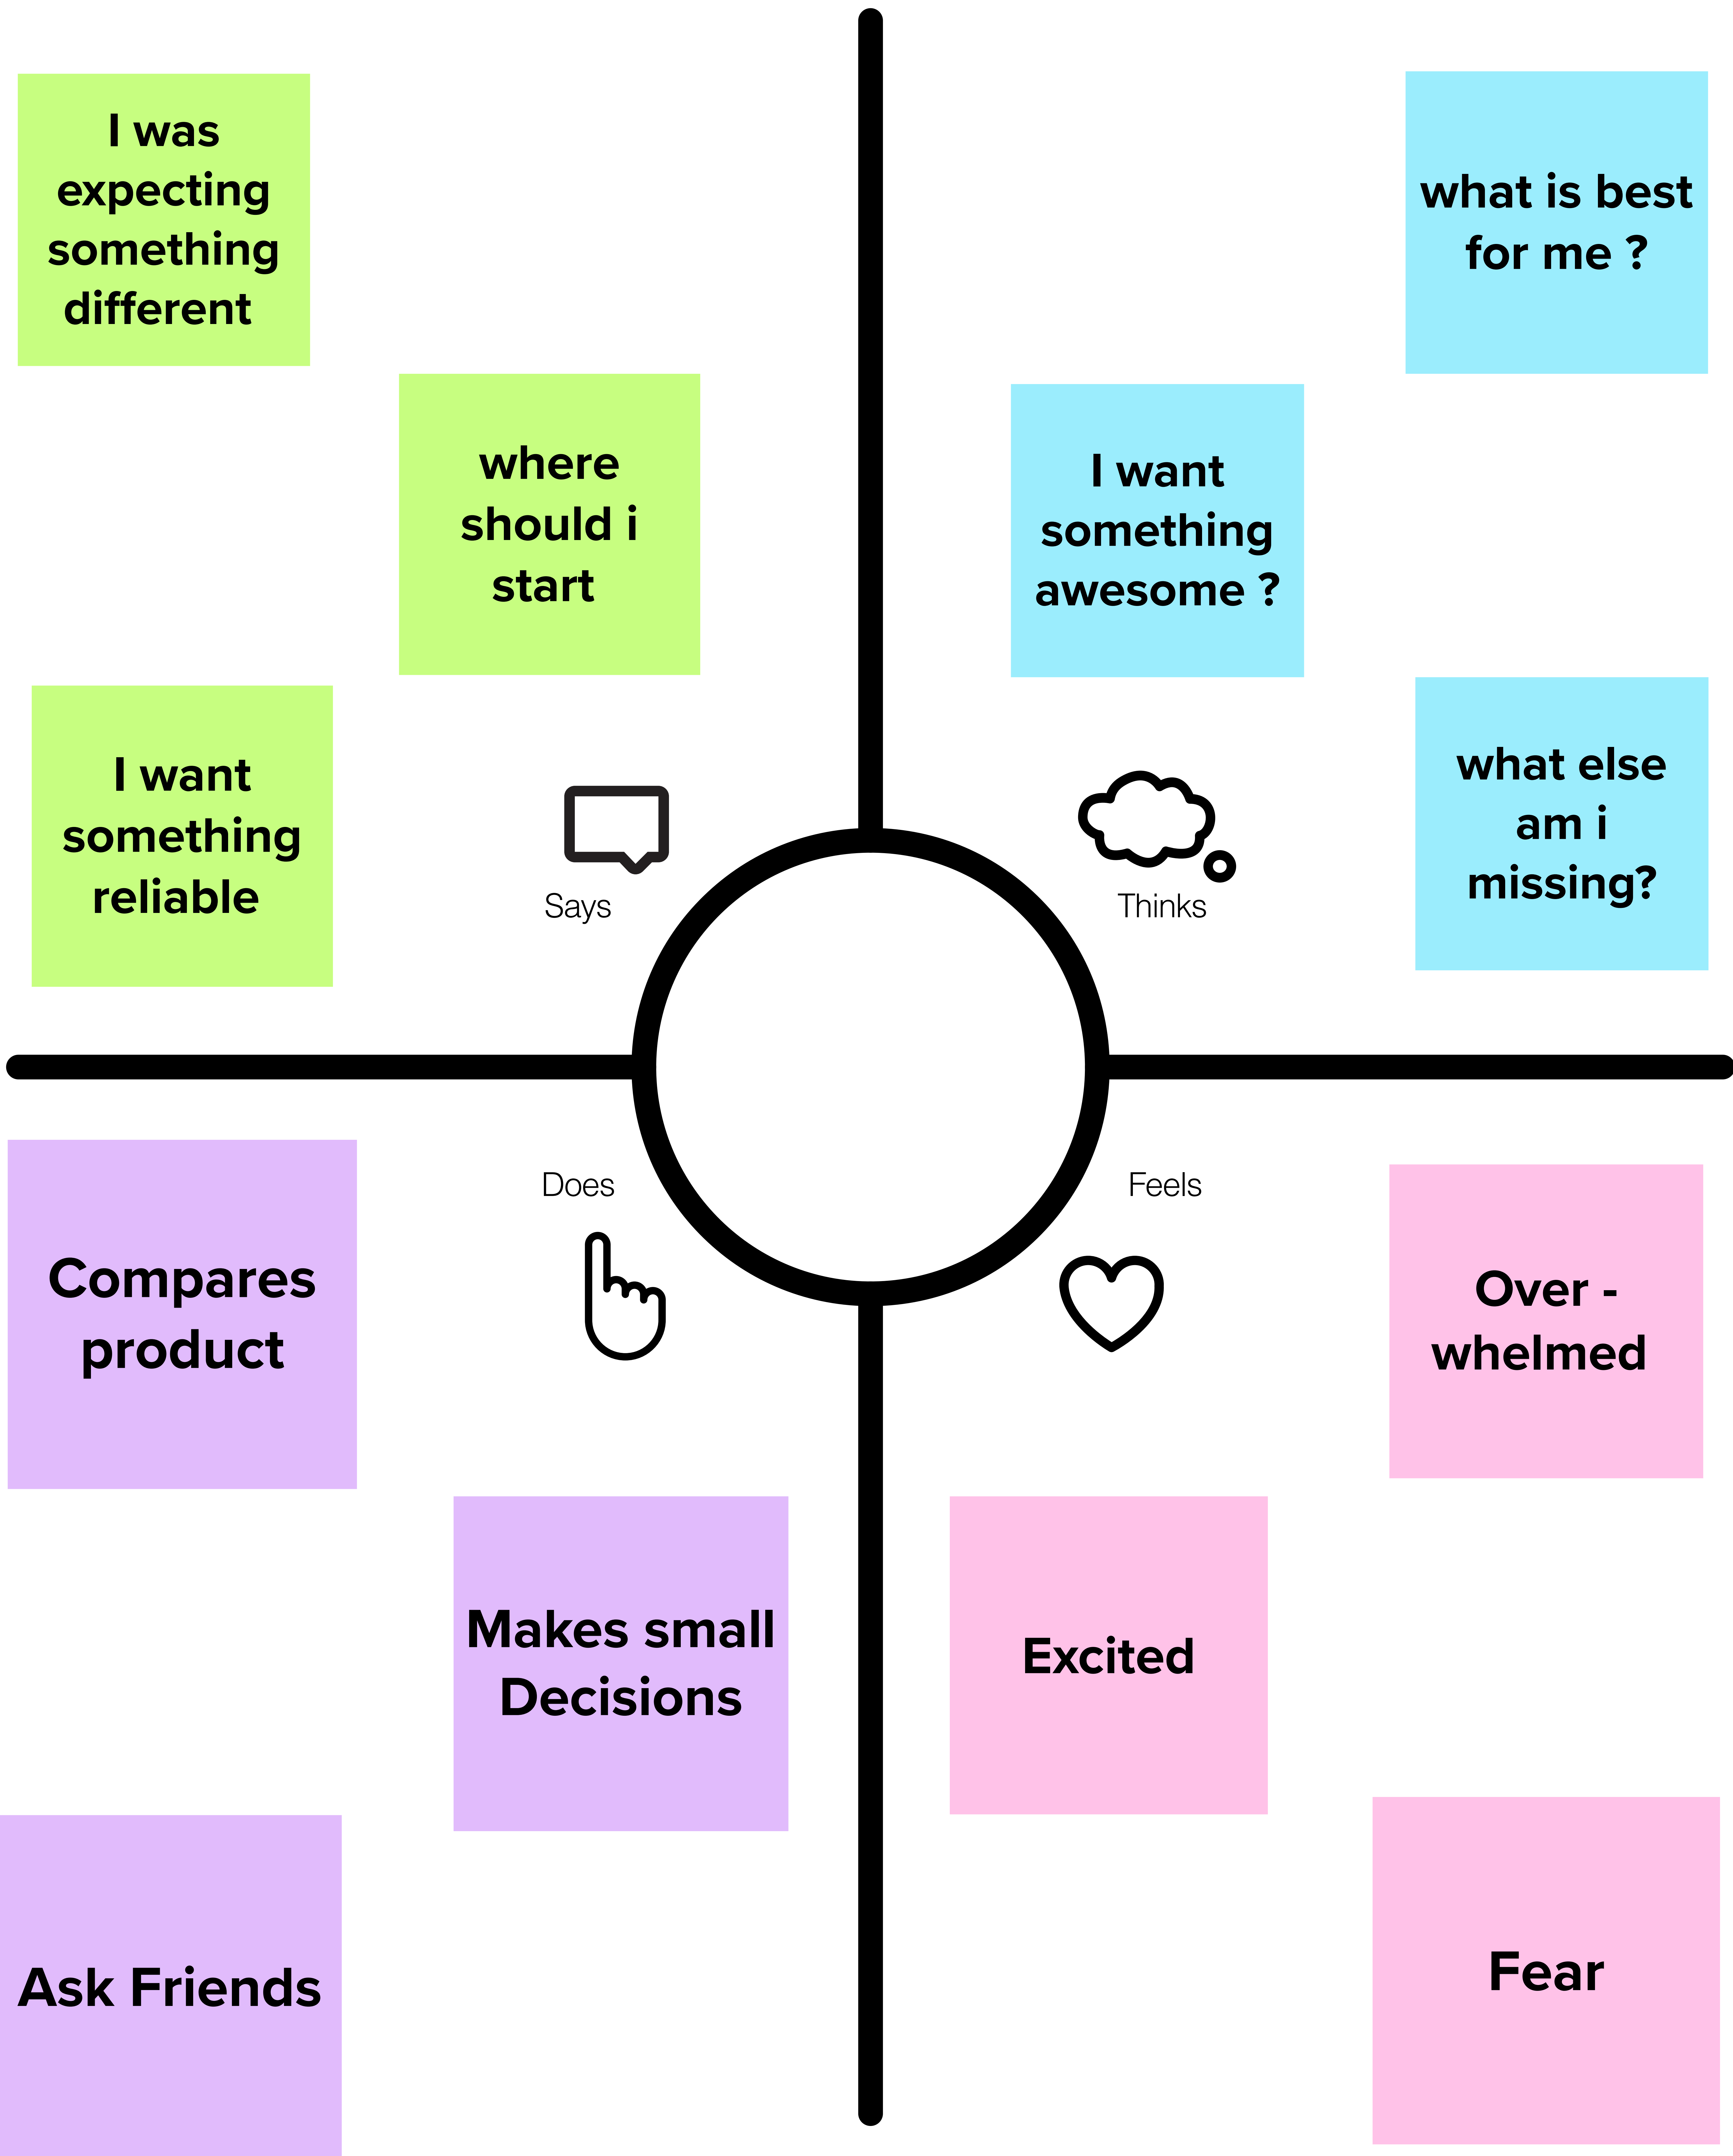 I was
expecting
something
different
where
should i
start
I want
something
reliable
Says
what is best
for me ?
I want
something
awesome ?
what else
am i
missing?
Thinks
Does
Compares
product
Makes small
Decisions
Ask Friends
Feels
Over -
whelmed
Excited
Fear